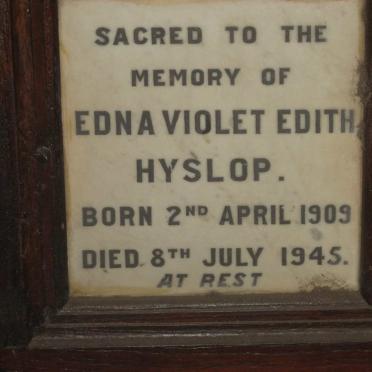 SACRED TO THE
MEMORY OF
EDNA VIOLET EDITH
HYSLOP.
BORN 2ND APRIL 1909
DIED 8TH JULY 1945.
AT REST